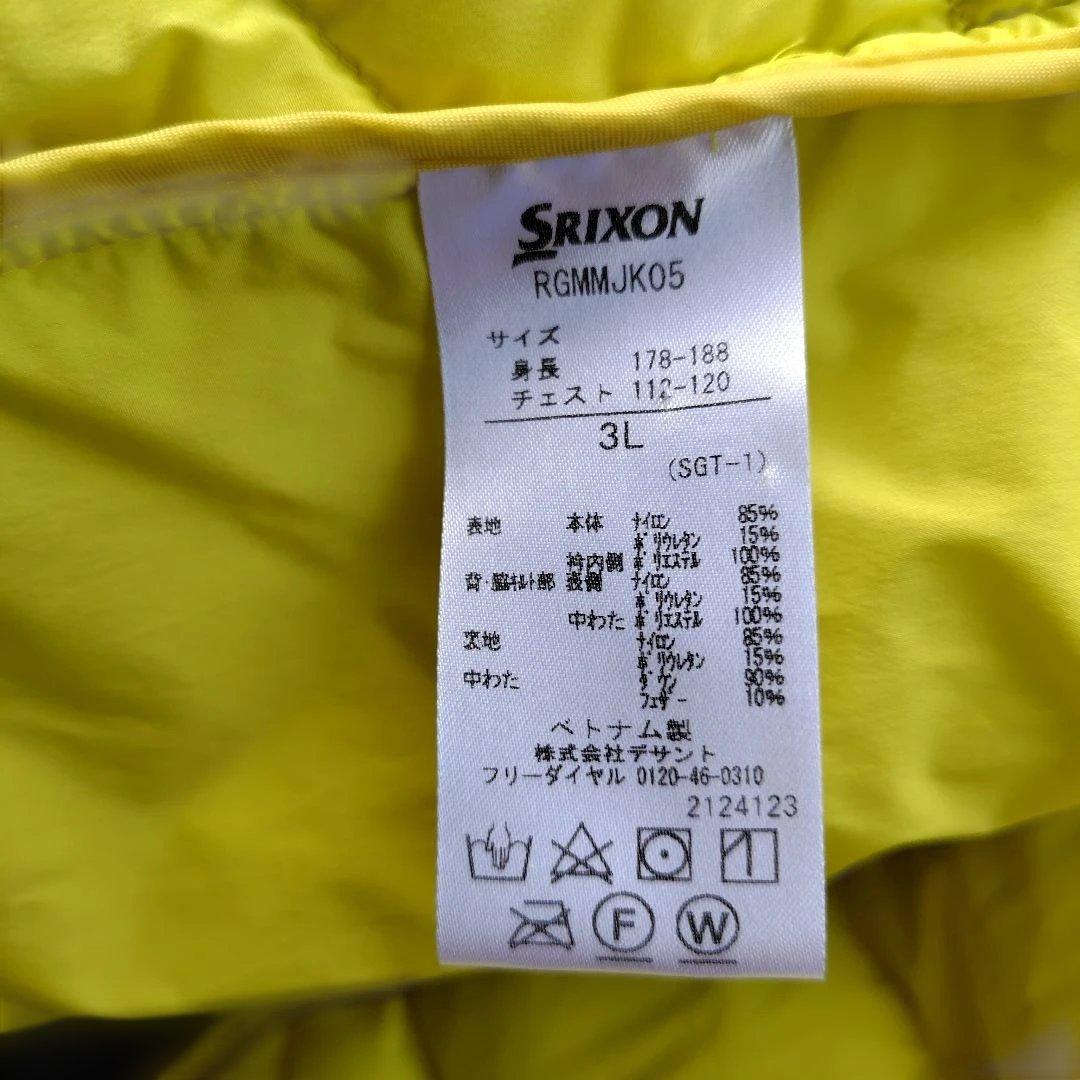 SRIXON
RGMMJK05
サイズ
身長 178-188
チェスト 112-120
3L
(SGT-1)
表地 本体 ﾅｲﾛﾝ 85%
ﾎﾟﾘｳﾚﾀﾝ 15%
衿内側 ﾎﾟﾘｴｽﾃﾙ 100%
背・脇ｷﾙﾄ部 表側 ﾅｲﾛﾝ 85%
ﾎﾟﾘｳﾚﾀﾝ 15%
中わた ﾎﾟﾘｴｽﾃﾙ 100%
裏地 ﾅｲﾛﾝ 85%
ﾎﾟﾘｳﾚﾀﾝ 15%
中わた ﾀﾞｳﾝ 90%
ﾌｪｻﾞｰ 10%
ベトナム製
株式会社デサント
フリーダイヤル 0120-46-0310
2124123
F W